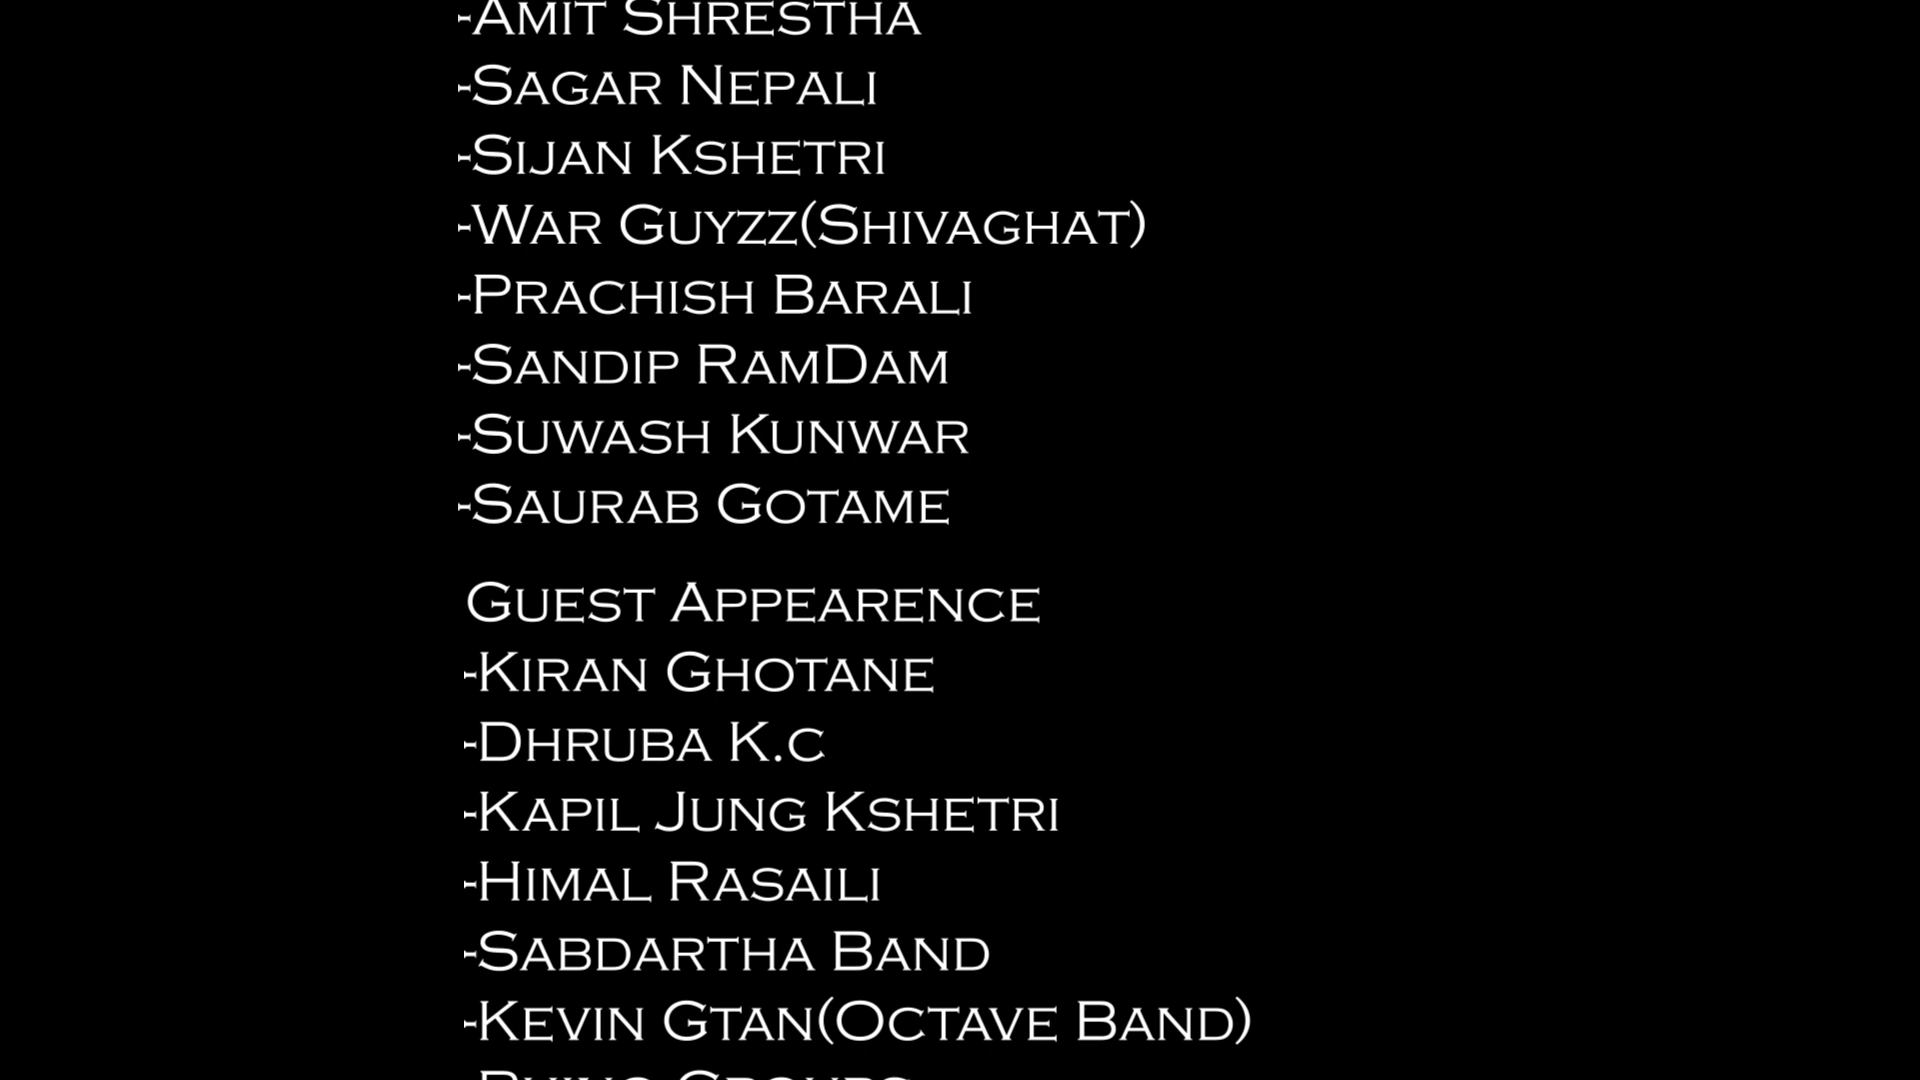 -Amit Shrestha
-Sagar Nepali
-Sijan Kshetri
-War Guyzz(Shivaghat)
-Prachish Barali
-Sandip RamDam
-Suwash Kunwar
-Saurab Gotame
Guest Appearence
-Kiran Ghotane
-Dhruba K.c
-Kapil Jung Kshetri
-Himal Rasaili
-Sabdartha Band
-Kevin Gtan(Octave Band)